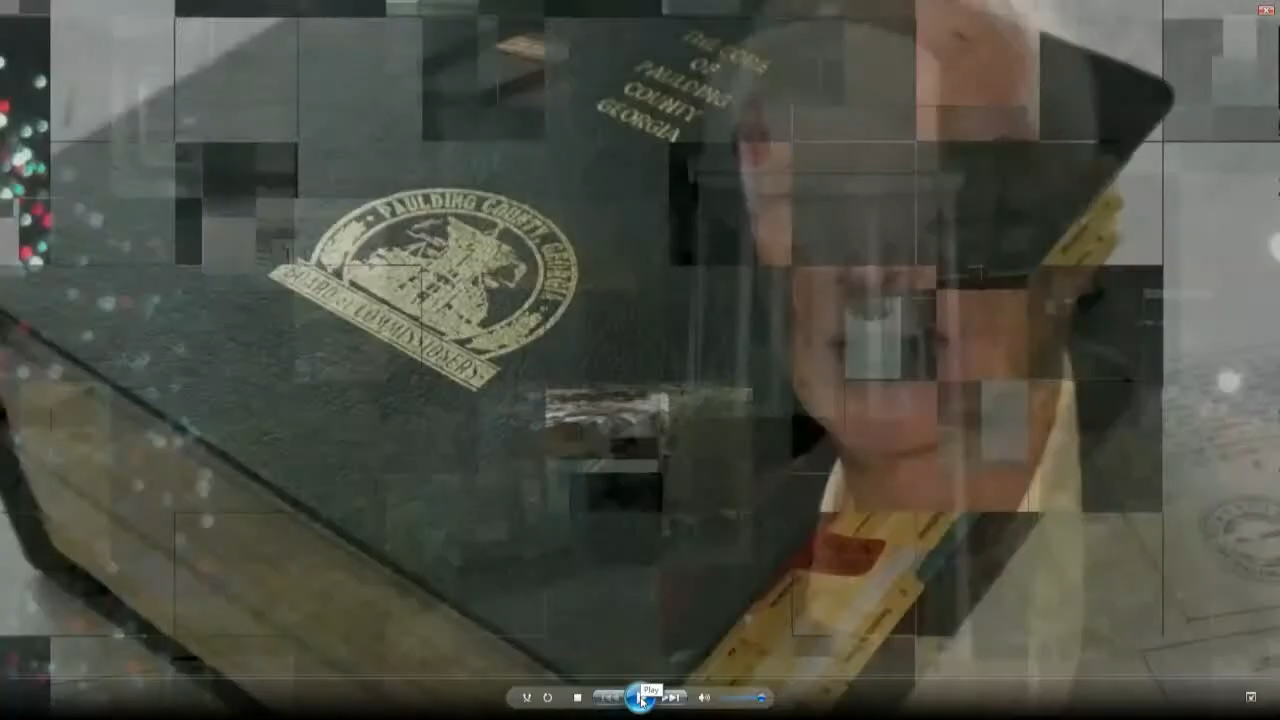 THE CODE
OF
PAULDING
COUNTY
GEORGIA
PAULDING COUNTY, GEORGIA
BOARD OF COMMISSIONERS
Play